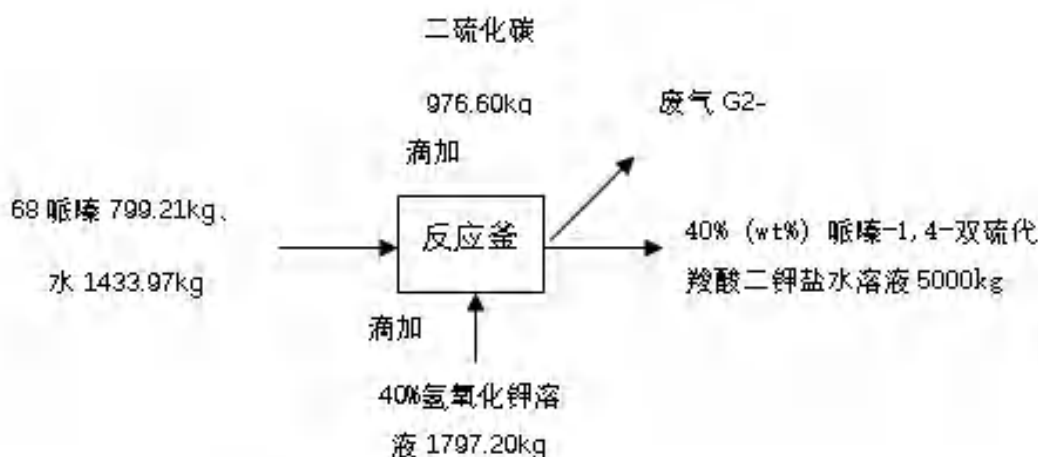 二硫化碳
976.60kg
滴加
废气 G2-
68 哌嗪 799.21kg、
水 1433.97kg
反应釜
40% (wt%) 哌嗪-1,4-双硫代
羧酸二钾盐水溶液 5000kg
滴加
40%氢氧化钾溶
液 1797.20kg